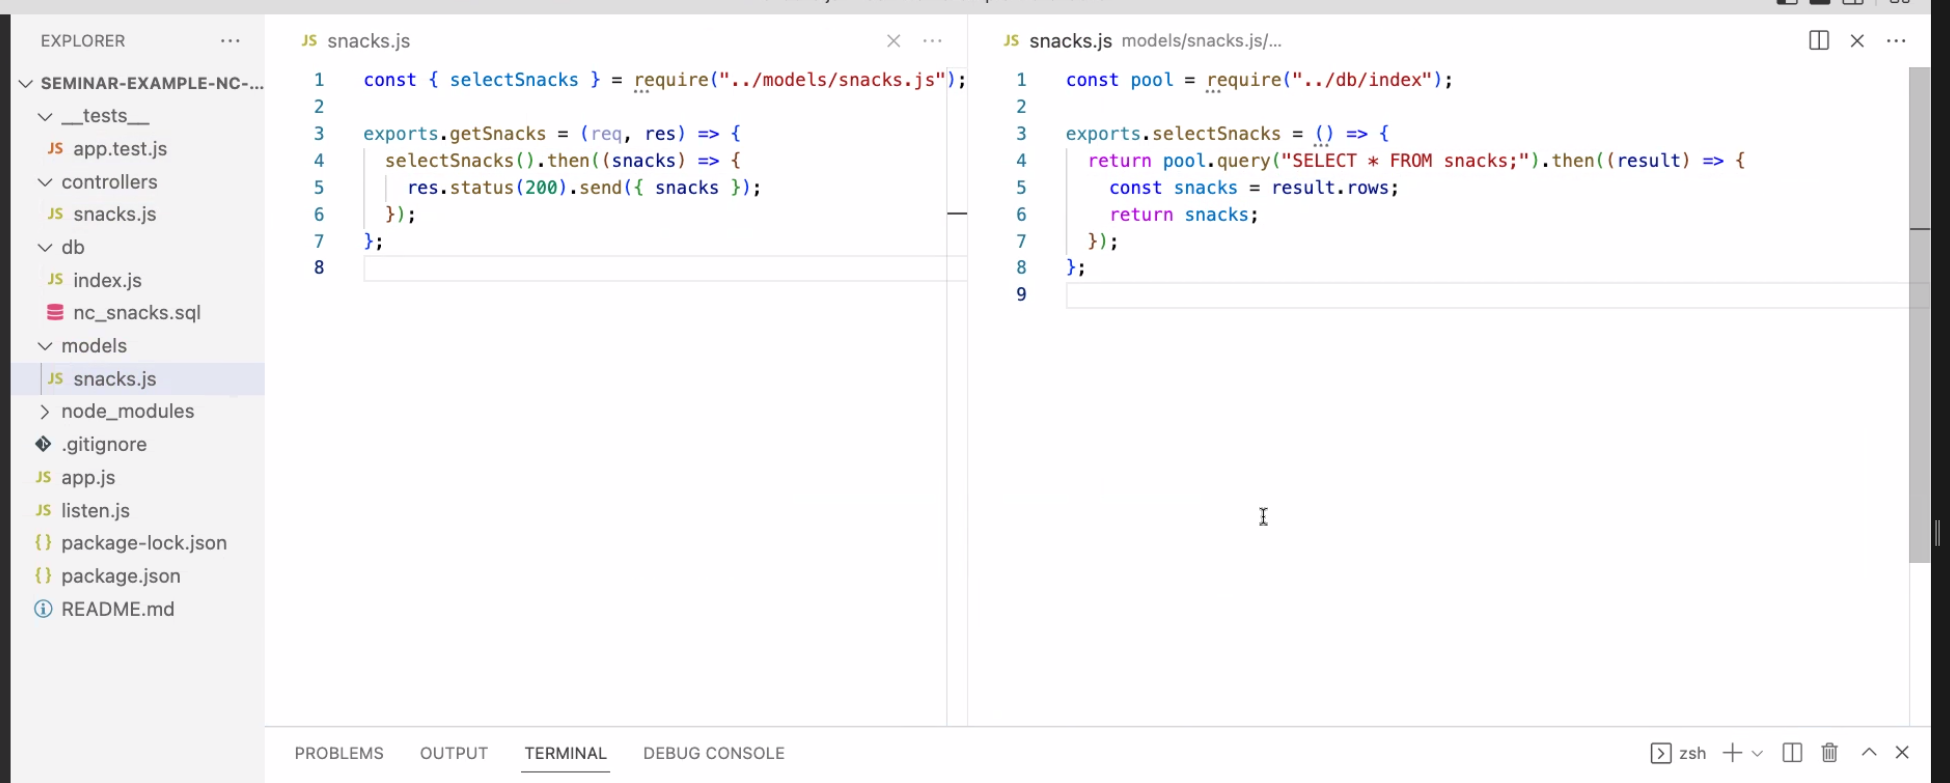 EXPLORER
SEMINAR-EXAMPLE-NC-...
__tests__
JS app.test.js
controllers
JS snacks.js
db
JS index.js
nc_snacks.sql
models
JS snacks.js
node_modules
.gitignore
JS app.js
JS listen.js
{} package-lock.json
{} package.json
README.md
JS snacks.js
1 const { selectSnacks } = require("../models/snacks.js");
2
3 exports.getSnacks = (req, res) => {
4   selectSnacks().then((snacks) => {
5     res.status(200).send({ snacks });
6   });
7 };
8
JS snacks.js models/snacks.js/...
1 const pool = require("../db/index");
2
3 exports.selectSnacks = () => {
4   return pool.query("SELECT * FROM snacks;").then((result) => {
5     const snacks = result.rows;
6     return snacks;
7   });
8 };
9
PROBLEMS OUTPUT TERMINAL DEBUG CONSOLE
zsh